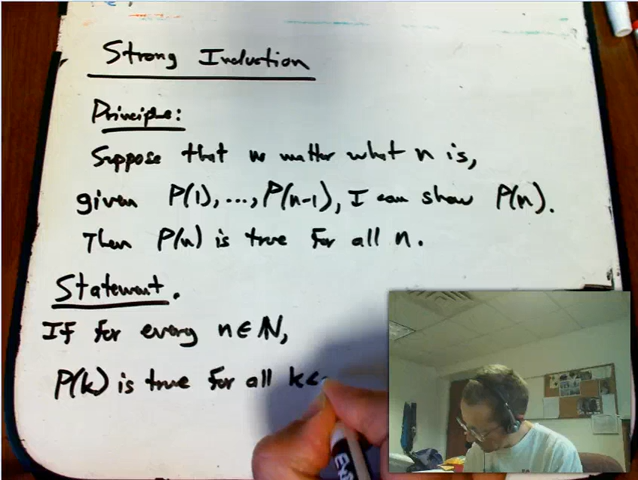 Strong Induction
Principle:
Suppose that no matter what n is,
given P(1), ..., P(n-1), I can show P(n).
Then P(n) is true for all n.
Statement.
If for every n∈ℕ,
P(k) is true for all k<